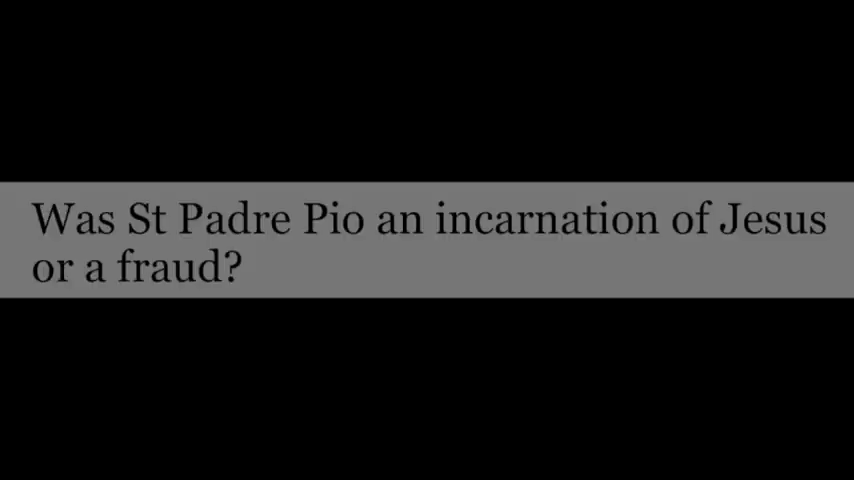 Was St Padre Pio an incarnation of Jesus
or a fraud?